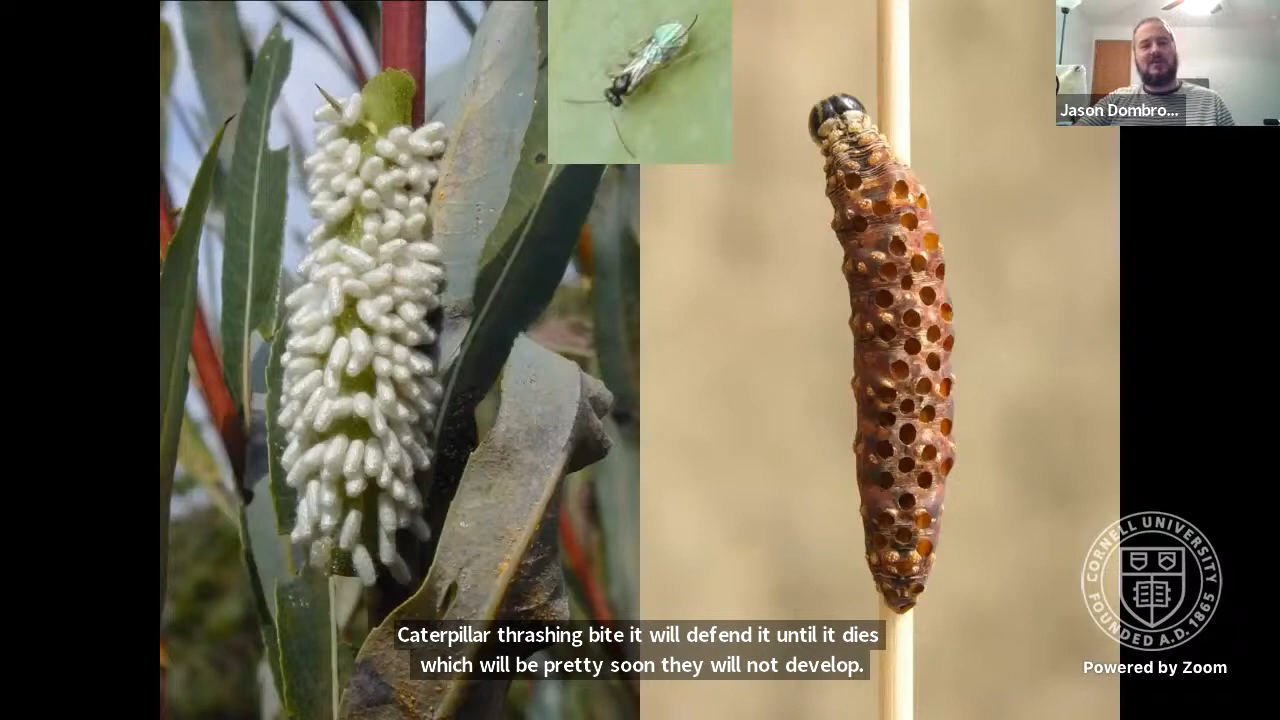 Jason Dombro...
CORNELL UNIVERSITY
FOUNDED A.D. 1865
Caterpillar thrashing bite it will defend it until it dies
which will be pretty soon they will not develop.
Powered by Zoom